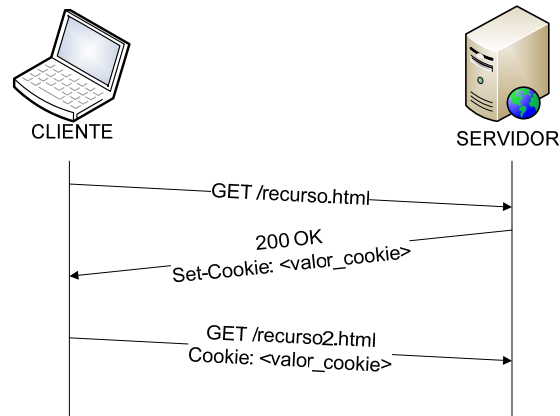 CLIENTE
SERVIDOR
GET /recurso.html
200 OK
Set-Cookie: <valor_cookie>
GET /recurso2.html
Cookie: <valor_cookie>